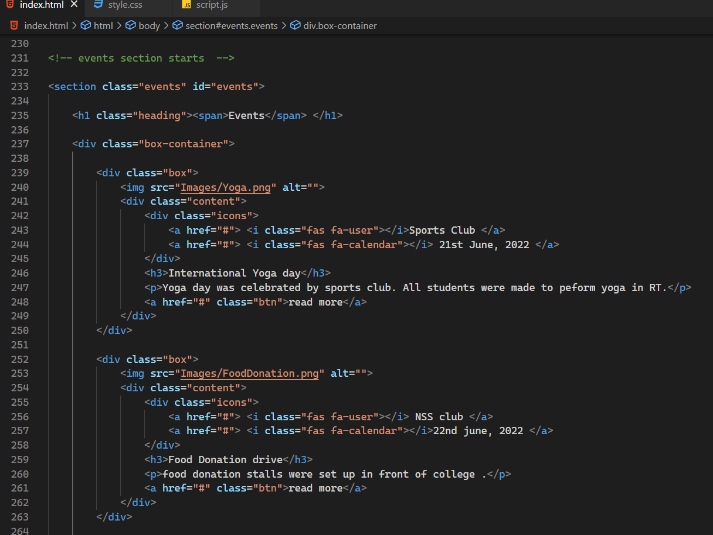 index.html × style.css script.js
index.html > html > body > section#events.events > div.box-container
230
231 <!-- events section starts  -->
232
233 <section class="events" id="events">
234
235 <h1 class="heading"><span>Events</span> </h1>
236
237 <div class="box-container">
238
239 <div class="box">
240 <img src="Images/Yoga.png" alt="">
241 <div class="content">
242 <div class="icons">
243 <a href="#"> <i class="fas fa-user"></i>Sports Club </a>
244 <a href="#"> <i class="fas fa-calendar"></i> 21st June, 2022 </a>
245 </div>
246 <h3>International Yoga day</h3>
247 <p>Yoga day was celebrated by sports club. All students were made to peform yoga in RT.</p>
248 <a href="#" class="btn">read more</a>
249 </div>
250 </div>
251
252 <div class="box">
253 <img src="Images/FoodDonation.png" alt="">
254 <div class="content">
255 <div class="icons">
256 <a href="#"> <i class="fas fa-user"></i> NSS club </a>
257 <a href="#"> <i class="fas fa-calendar"></i>22nd june, 2022 </a>
258 </div>
259 <h3>Food Donation drive</h3>
260 <p>food donation stalls were set up in front of college .</p>
261 <a href="#" class="btn">read more</a>
262 </div>
263 </div>
264